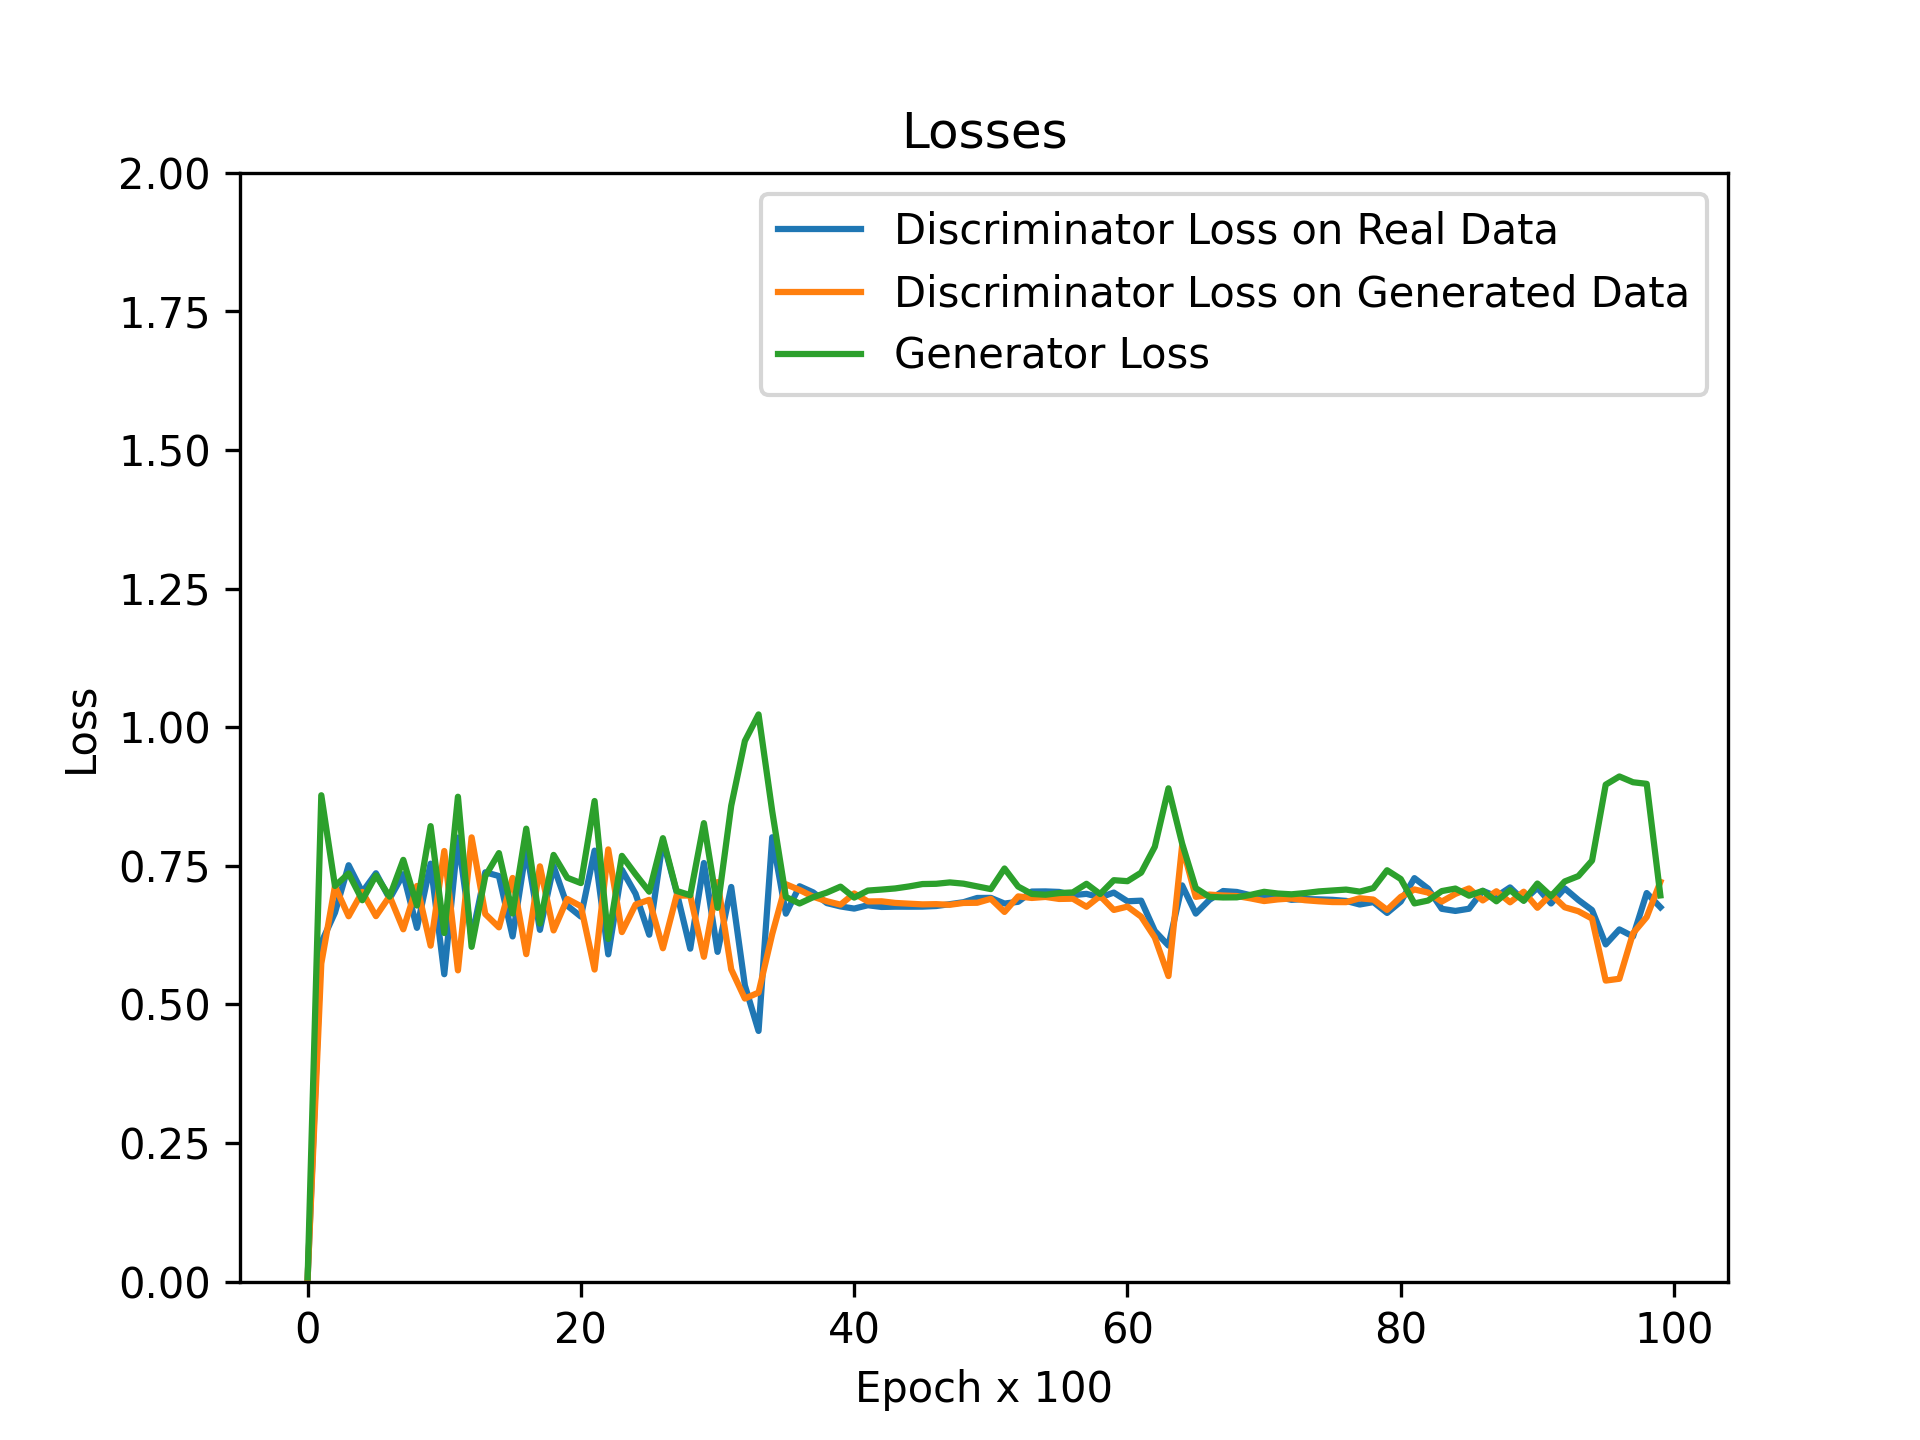 Losses
2.00
1.75
1.50
1.25
1.00
0.75
0.50
0.25
0.00
Loss
Discriminator Loss on Real Data
Discriminator Loss on Generated Data
Generator Loss
0 20 40 60 80 100
Epoch x 100